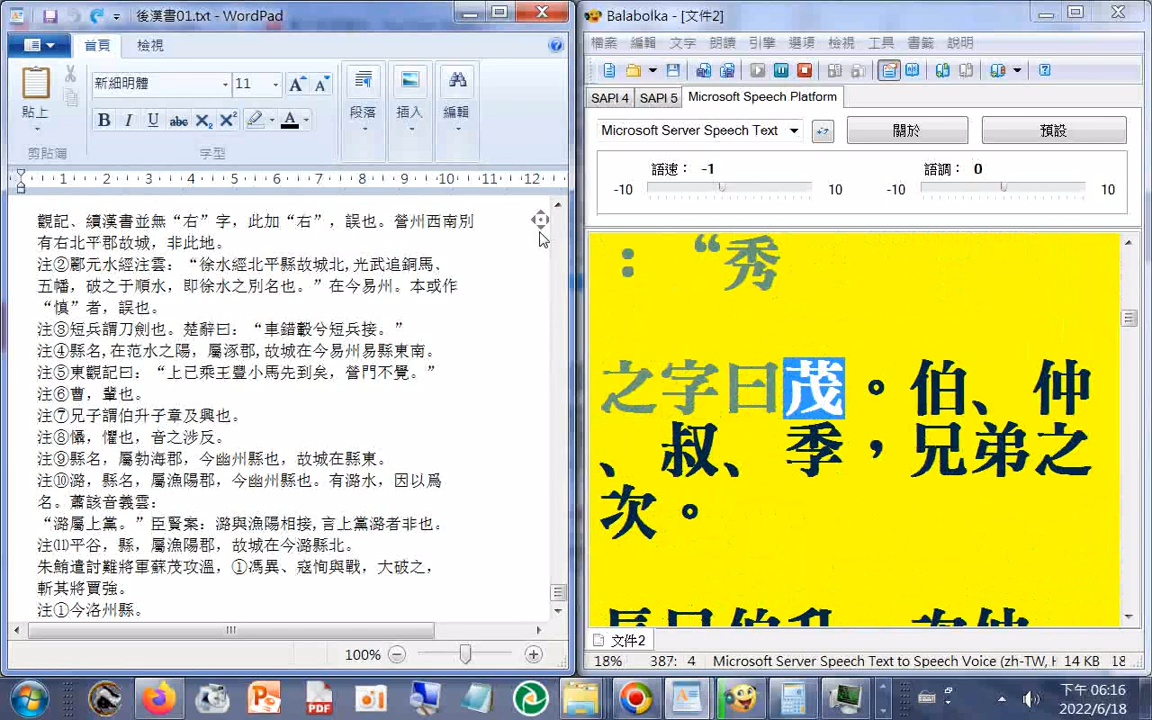 後漢書01.txt - WordPad
首頁
檢視
貼上
剪貼簿
新細明體
11
字型
段落
插入
編輯
1 2 3 4 5 6 7 8 9 10 11 12
觀記、續漢書並無“右”字，此加“右”，誤也。營州西南別
有右北平郡故城，非此地。
注②酈元水經注雲：“徐水經北平縣故城北,光武追銅馬、
五幡，破之于順水，即徐水之別名也。”在今易州。本或作
“慎”者，誤也。
注③短兵謂刀劍也。楚辭曰：“車錯轂兮短兵接。”
注④縣名,在范水之陽，屬涿郡,故城在今易州易縣東南。
注⑤東觀記曰：“上已乘王豐小馬先到矣，營門不覺。”
注⑥曹，輩也。
注⑦兄子謂伯升子章及興也。
注⑧懾，懼也，音之涉反。
注⑨縣名，屬勃海郡，今幽州縣也，故城在縣東。
注⑩潞，縣名，屬漁陽郡，今幽州縣也。有潞水，因以爲
名。蕭該音義雲：
“潞屬上黨。”臣賢案：潞與漁陽相接,言上黨潞者非也。
注⑾平谷，縣，屬漁陽郡，故城在今潞縣北。
朱鮪遣討難將軍蘇茂攻溫，①馮異、寇恂與戰，大破之，
斬其將賈強。
注①今洛州縣。
100%
Balabolka - [文件2]
檔案 編輯 文字 朗讀 引擎 選項 檢視 工具 書籤 說明
SAPI 4 SAPI 5 Microsoft Speech Platform
Microsoft Server Speech Text
關於
預設
語速： -1
-10 10
語調： 0
-10 10
：“秀
之字曰茂。伯、仲
、叔、季，兄弟之
次。
長兄伯升，次仲
文件2
18% 387: 4 Microsoft Server Speech Text to Speech Voice (zh-TW, H 14 KB 18
下午 06:16
2022/6/18